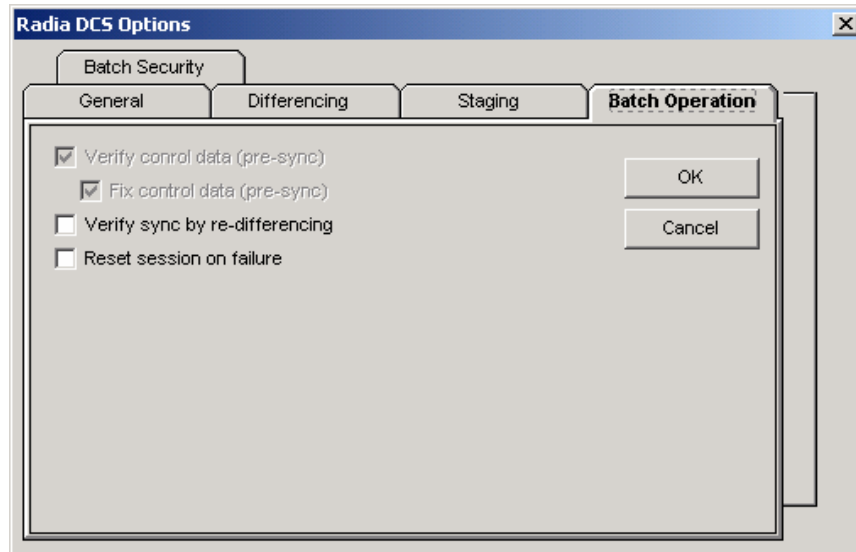 Radia DCS Options
Batch Security
General Differencing Staging Batch Operation
Verify conrol data (pre-sync)
Fix control data (pre-sync)
Verify sync by re-differencing
Reset session on failure
OK
Cancel